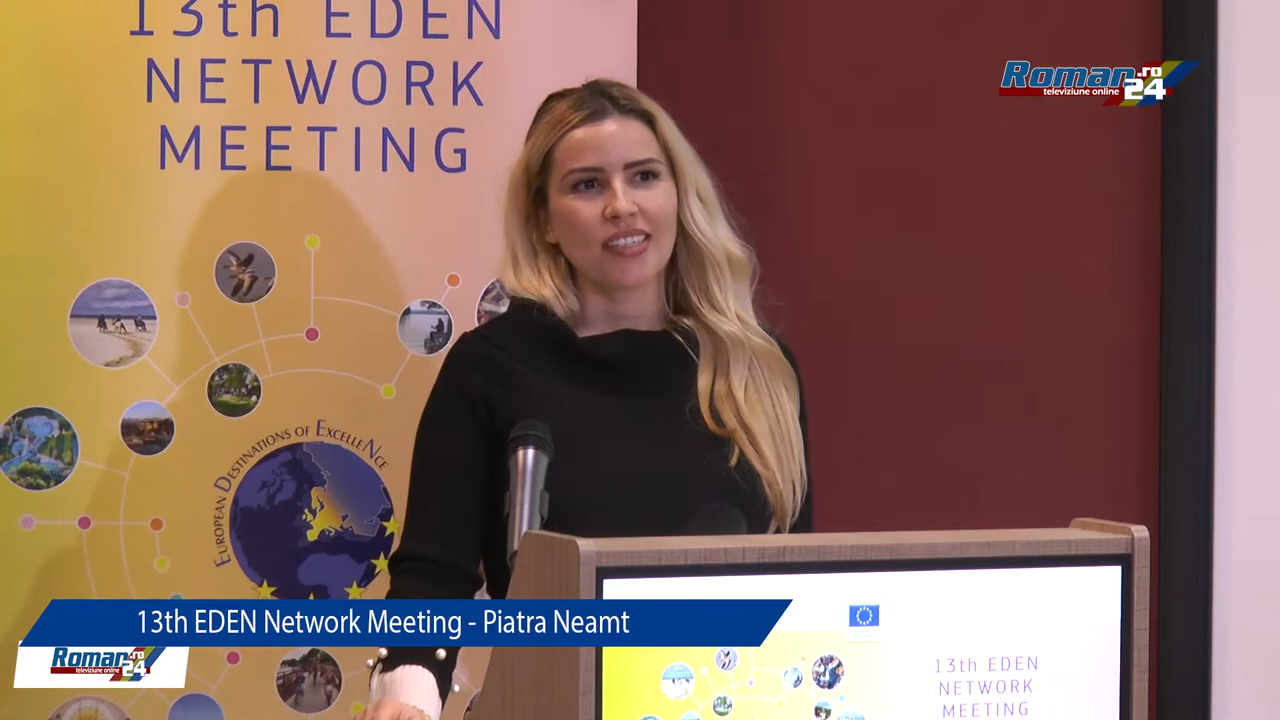 13th EDEN
NETWORK
MEETING
Roman .ro
24
televiziune online
EUROPEAN DESTINATIONS OF EXCELLENCE
13th EDEN Network Meeting - Piatra Neamt
Roman .ro
24
televiziune online
13th EDEN
NETWORK
MEETING